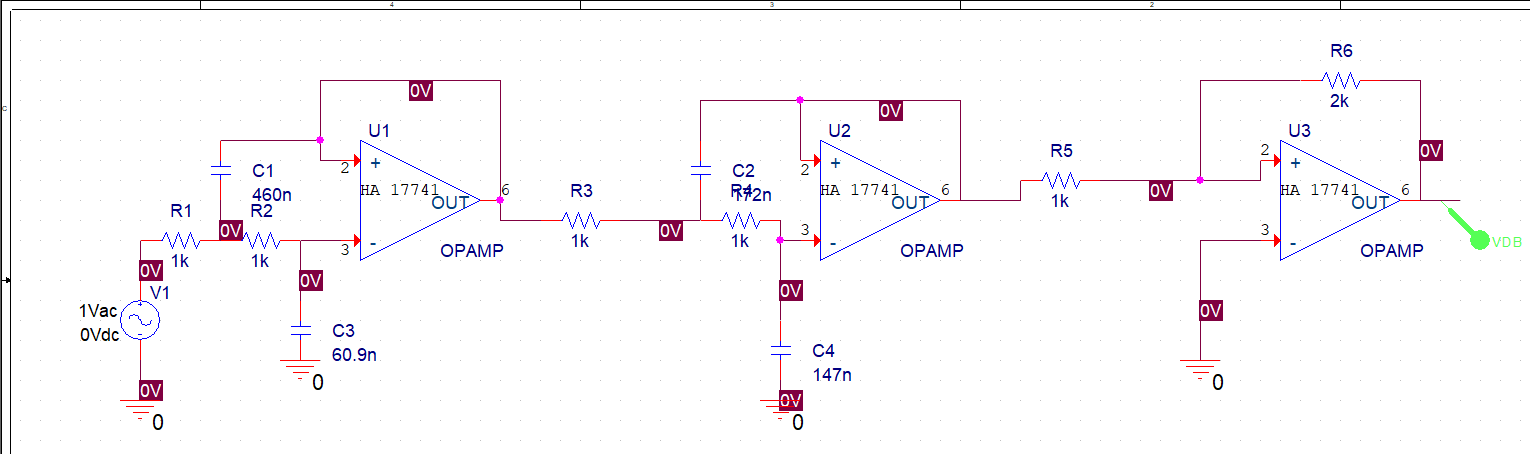 4
3
2
C
R6
2k
0V
0V
U1
U2
U3
0V
R5
2
+
C1
460n
HA 17741
OUT
6
2
+
C2
R4
HA 17741
OUT
6
1k
0V
2
+
HA 17741
OUT
6
R1
0V
R2
R3
1k
0V
1k
VDB
1k
1k
3
-
OPAMP
3
-
OPAMP
3
-
OPAMP
0V
V1
0V
0V
0V
1Vac
0Vdc
C3
60.9n
C4
147n
0
0
0V
0V
0
0